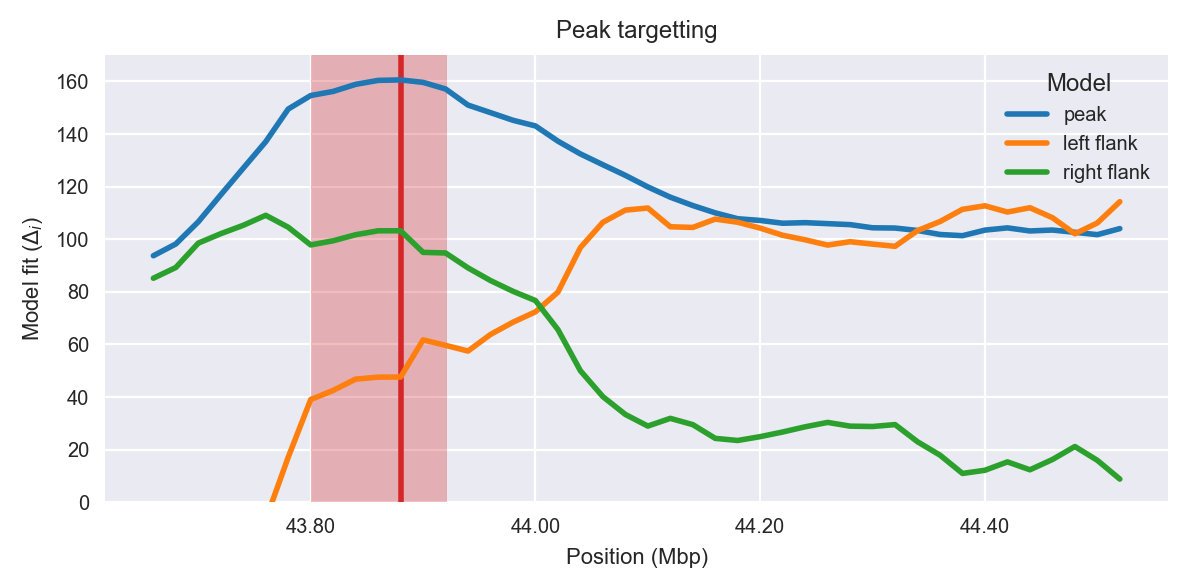 Peak targetting
Model fit (Δi)
160
140
120
100
80
60
40
20
0
Model
peak
left flank
right flank
43.80
44.00
44.20
44.40
Position (Mbp)